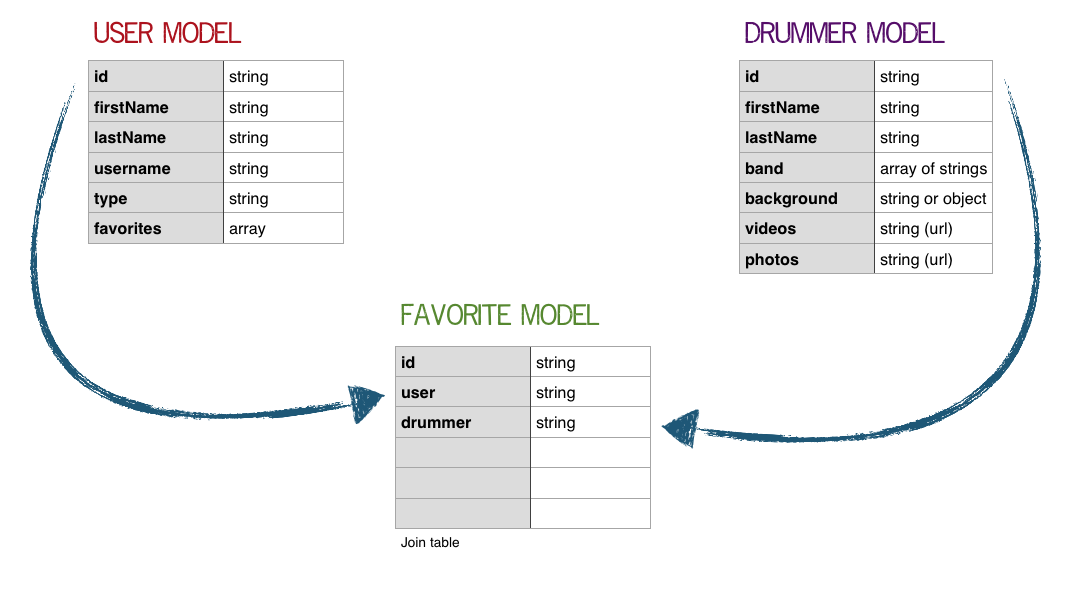 USER MODEL
id string
firstName string
lastName string
username string
type string
favorites array
DRUMMER MODEL
id string
firstName string
lastName string
band array of strings
background string or object
videos string (url)
photos string (url)
FAVORITE MODEL
id string
user string
drummer string
Join table